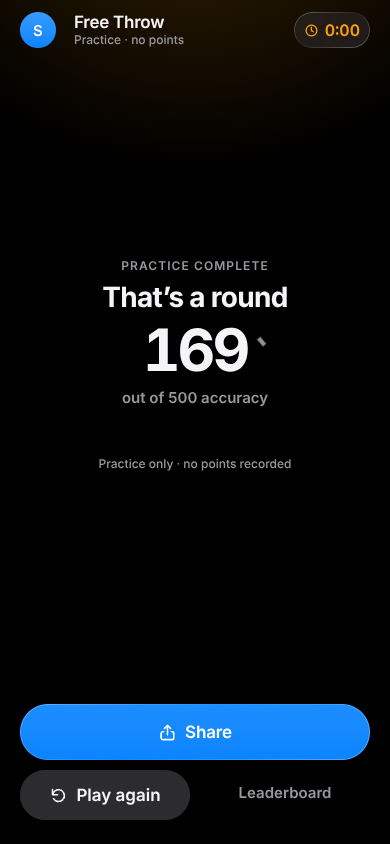 S
Free Throw
Practice · no points
0:00
PRACTICE COMPLETE
That’s a round
169
out of 500 accuracy
Practice only · no points recorded
Share
Play again
Leaderboard